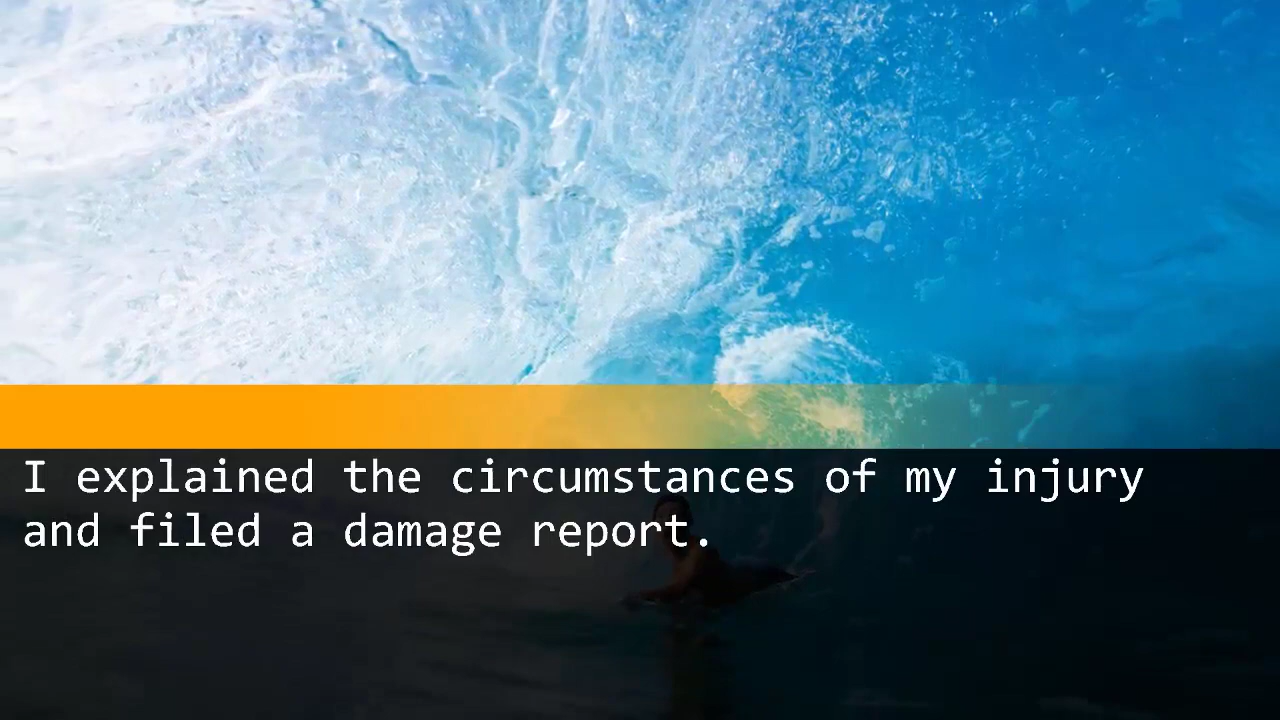 I explained the circumstances of my injury
and filed a damage report.